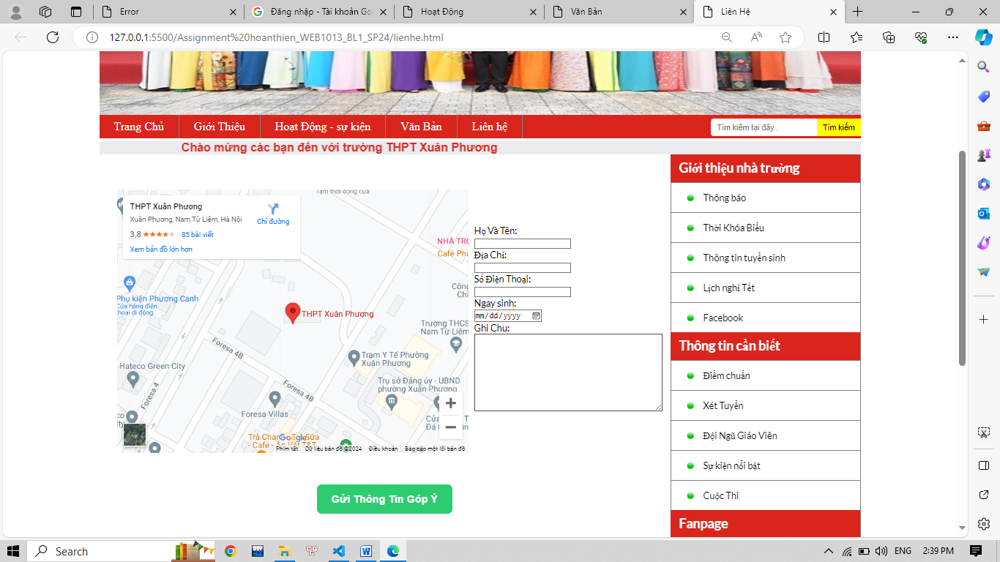 Error
Đăng nhập - Tài khoản Go
Hoạt Động
Văn Bản
Liên Hệ
127.0.0.1:5500/Assignment%20hoanthien_WEB1013_BL1_SP24/lienhe.html
Trang Chủ
Giới Thiệu
Hoạt Động - sự kiện
Văn Bản
Liên hệ
Tìm kiếm tại đây..
Tìm kiếm
Chào mừng các bạn đến với trường THPT Xuân Phương
Tạm thời đóng cửa
THPT Xuân Phương
Xuân Phương, Nam Từ Liêm, Hà Nội
3,8
85 bài viết
Xem bản đồ lớn hơn
Chỉ đường
NHÀ TRỌ
Café Phú
Công
Chi
Phụ kiện Phương Canh
Cửa hàng điện
thoại di động
THPT Xuân Phương
Trường THCS
Nam Từ Liêm
Foresa 4B
Trạm Y Tế Phường
Xuân Phương
Hateco Green City
Foresa 4
Foresa 4B
Trụ sở Đảng ủy - UBND
phường Xuân Phương
Foresa Villas
Trà Chanh
Sữa
- Cafe - Ăn Vặt T&T
Google
Phím tắt
Dữ liệu bản đồ ©2024
Điều khoản
Báo cáo một lỗi bản đồ
Họ Và Tên:
Địa Chỉ:
Số Điện Thoại:
Ngay sinh:
mm/dd/yyyy
Ghi Chu:
Gửi Thông Tin Góp Ý
Giới thiệu nhà trường
Thông báo
Thời Khóa Biểu
Thông tin tuyển sinh
Lịch nghỉ Tết
Facebook
Thông tin cần biết
Điểm chuẩn
Xét Tuyển
Đội Ngũ Giáo Viên
Sự kiện nổi bật
Cuộc Thi
Fanpage
Search
ENG
2:39 PM